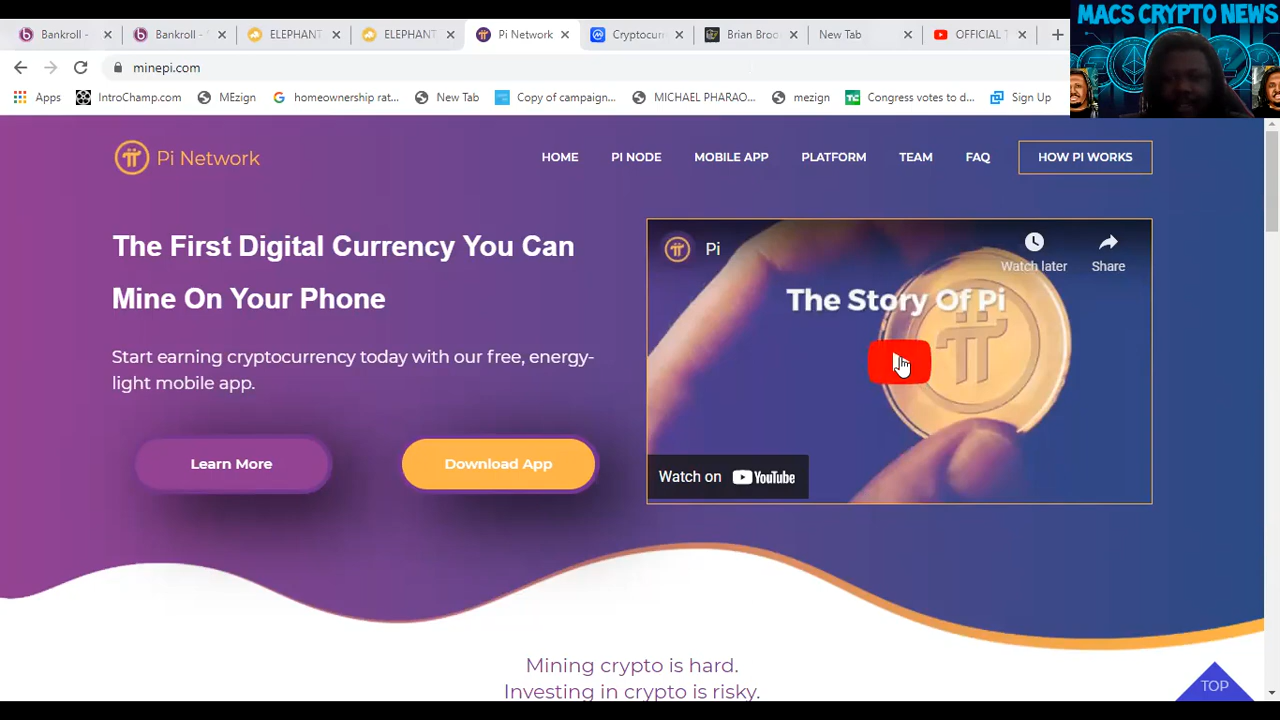 MACS CRYPTO NEWS
Bankroll -
Bankroll -
ELEPHANT
ELEPHANT
Pi Network
Cryptocurr
Brian Broo
New Tab
OFFICIAL T
minepi.com
Apps
IntroChamp.com
MEzign
homeownership rat...
New Tab
Copy of campaign...
MICHAEL PHARAO...
mezign
Congress votes to d...
Sign Up
Pi Network
HOME
PI NODE
MOBILE APP
PLATFORM
TEAM
FAQ
HOW PI WORKS
The First Digital Currency You Can
Mine On Your Phone
Start earning cryptocurrency today with our free, energy-
light mobile app.
Learn More
Download App
Pi
Watch later
Share
The Story Of Pi
Watch on YouTube
Mining crypto is hard.
Investing in crypto is risky.
TOP